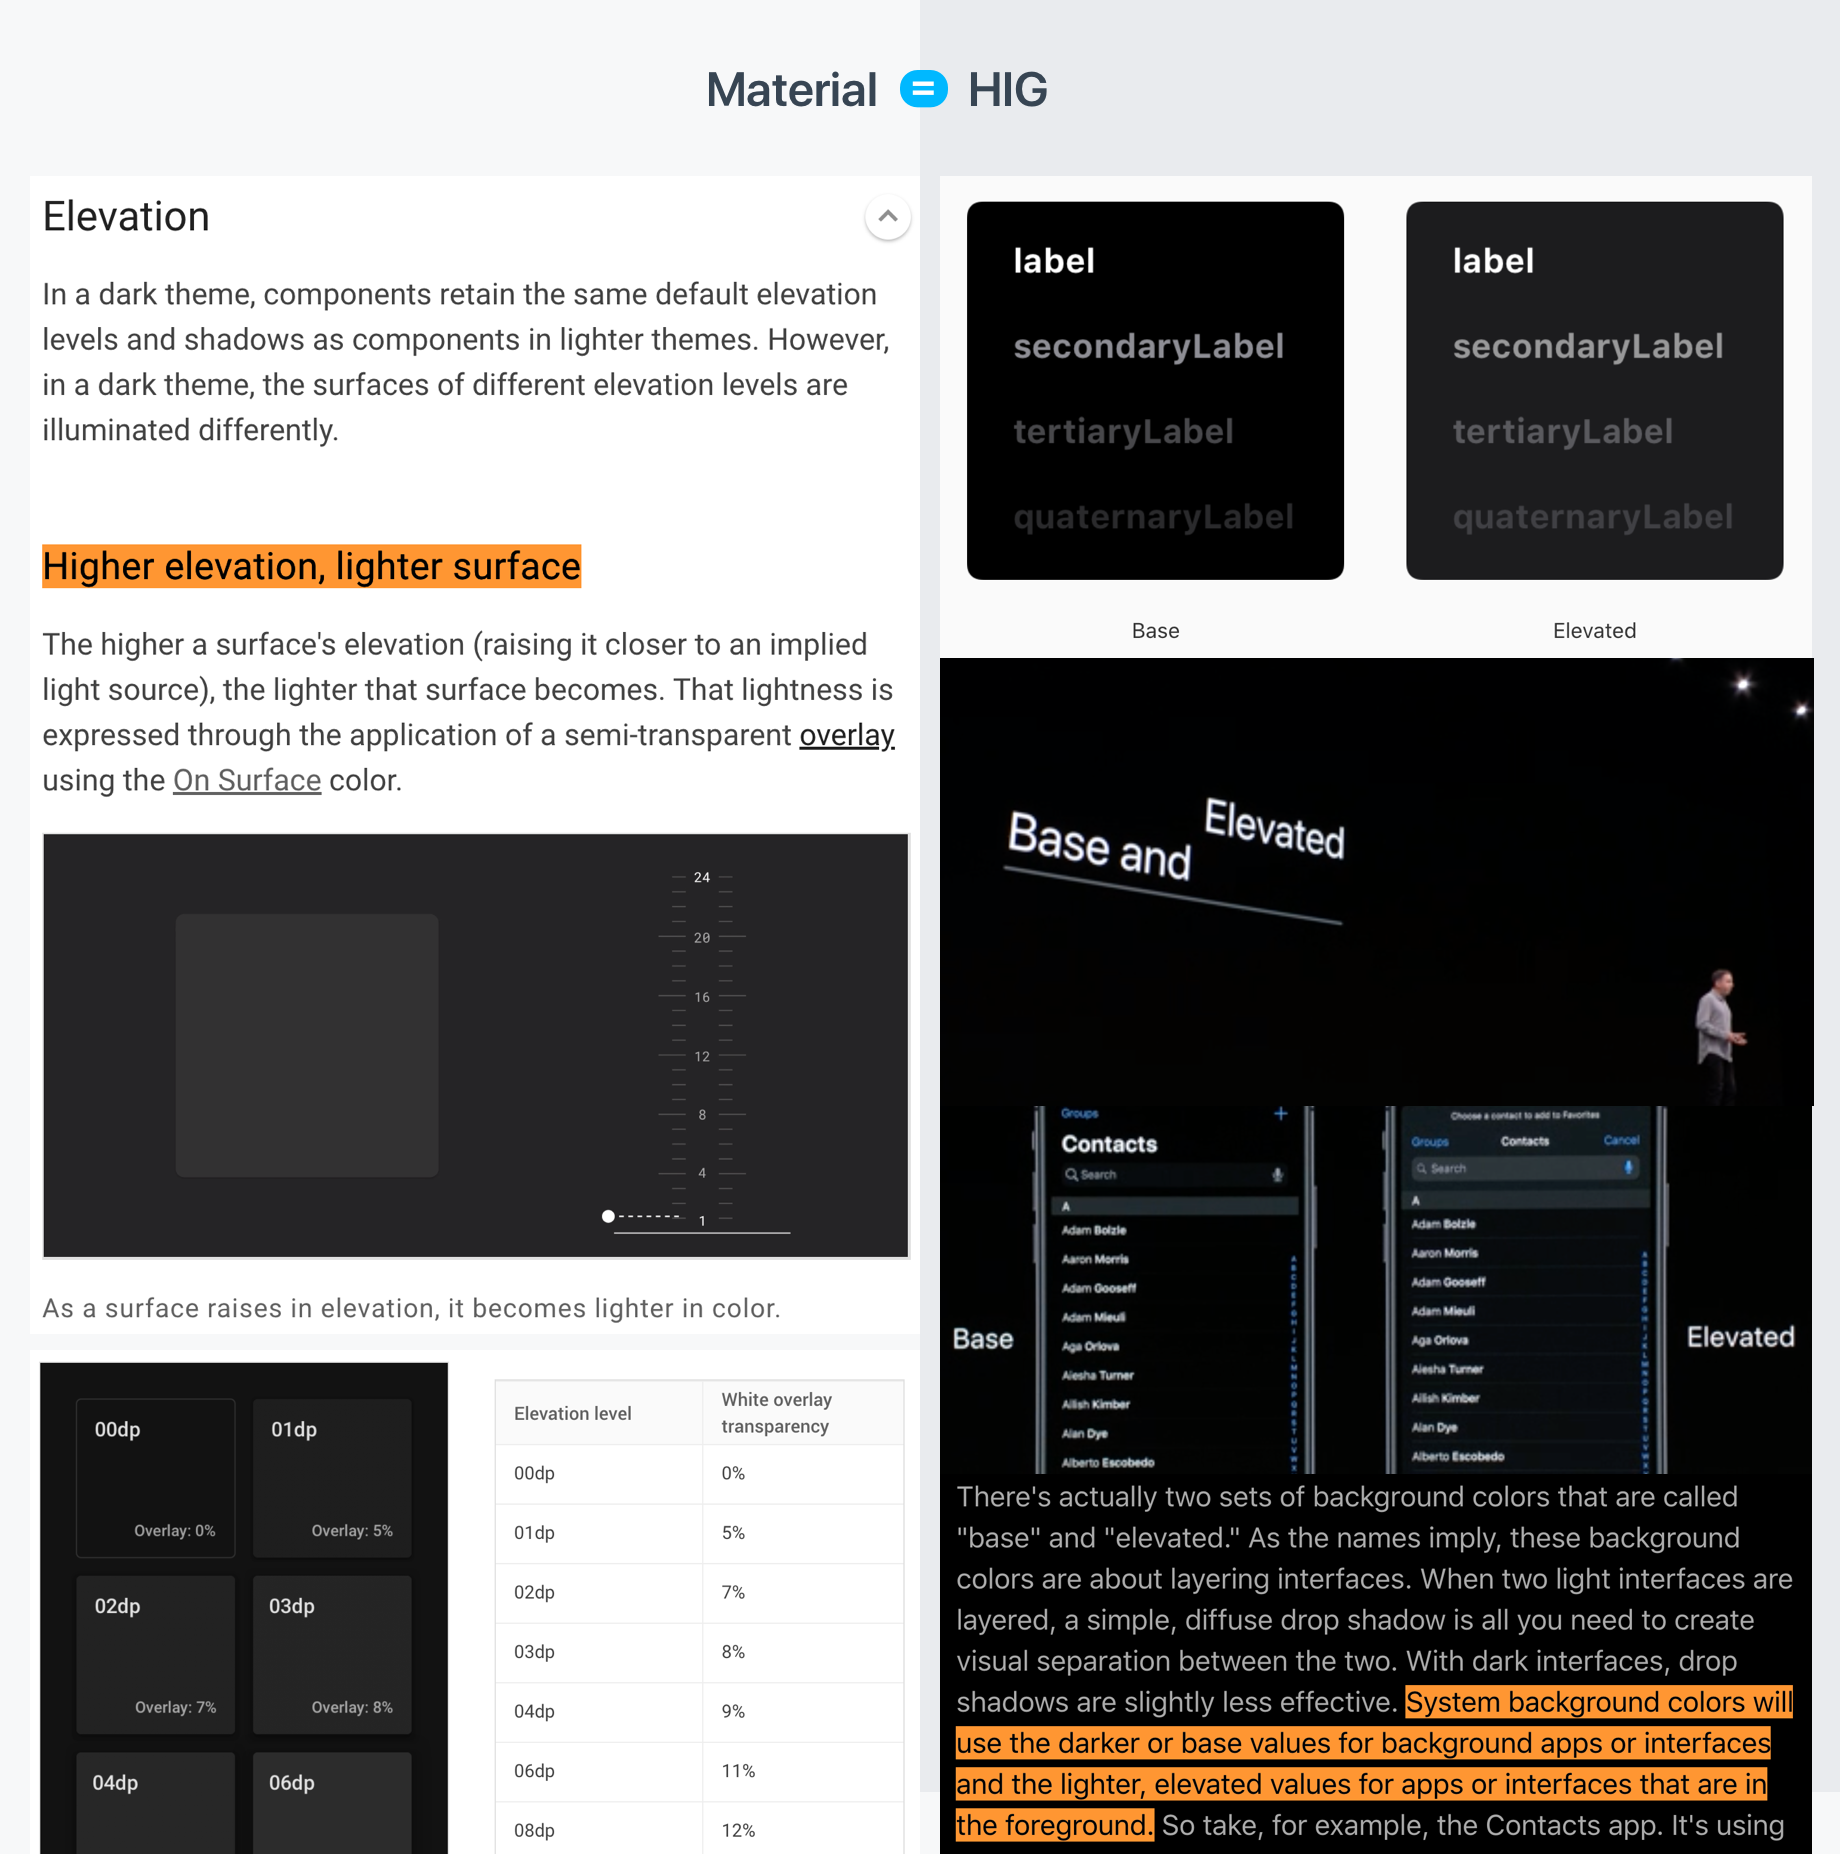 Material = HIG
Elevation
In a dark theme, components retain the same default elevation
levels and shadows as components in lighter themes. However,
in a dark theme, the surfaces of different elevation levels are
illuminated differently.
Higher elevation, lighter surface
The higher a surface's elevation (raising it closer to an implied
light source), the lighter that surface becomes. That lightness is
expressed through the application of a semi-transparent overlay
using the On Surface color.
24
20
16
12
8
4
1
As a surface raises in elevation, it becomes lighter in color.
00dp
Overlay: 0%
01dp
Overlay: 5%
02dp
Overlay: 7%
03dp
Overlay: 8%
04dp
06dp
Elevation level
White overlay
transparency
00dp 0%
01dp 5%
02dp 7%
03dp 8%
04dp 9%
06dp 11%
08dp 12%
label
secondaryLabel
tertiaryLabel
quaternaryLabel
Base
label
secondaryLabel
tertiaryLabel
quaternaryLabel
Elevated
Base and Elevated
Base
Groups +
Contacts
Search
A
Adam Bolzle
Aaron Morris
Adam Gooseff
Adam Mieuli
Aga Orlova
Aiesha Turner
Ailish Kimber
Alan Dye
Alberto Escobedo
Choose a contact to add to Favorites
Groups Contacts Cancel
Search
A
Adam Bolzle
Aaron Morris
Adam Gooseff
Adam Mieuli
Aga Orlova
Aiesha Turner
Ailish Kimber
Alan Dye
Alberto Escobedo
Elevated
There's actually two sets of background colors that are called
"base" and "elevated." As the names imply, these background
colors are about layering interfaces. When two light interfaces are
layered, a simple, diffuse drop shadow is all you need to create
visual separation between the two. With dark interfaces, drop
shadows are slightly less effective. System background colors will
use the darker or base values for background apps or interfaces
and the lighter, elevated values for apps or interfaces that are in
the foreground. So take, for example, the Contacts app. It's using